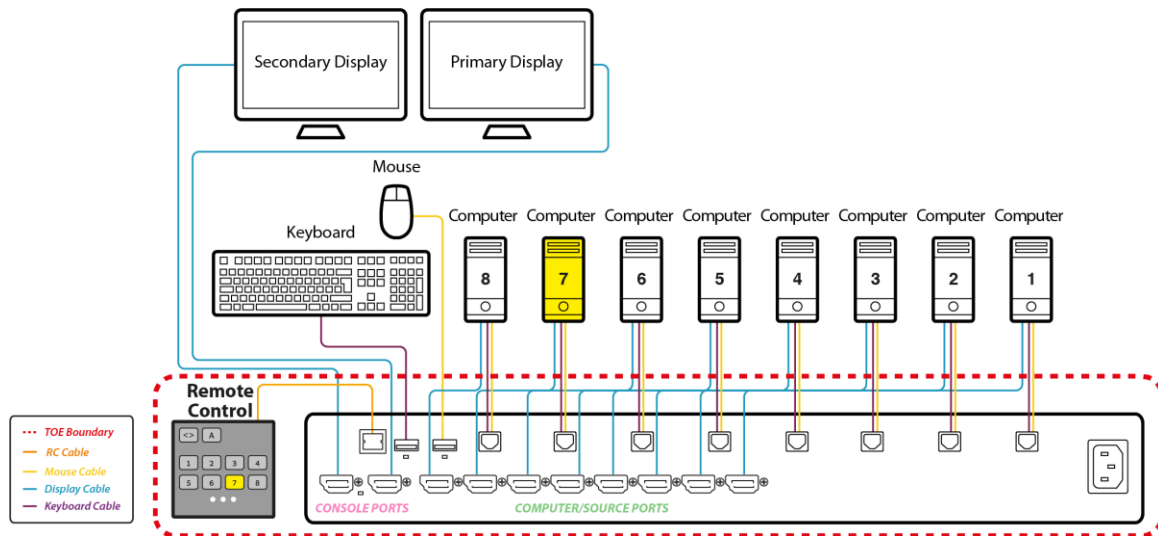 Secondary Display
Primary Display
Mouse
Keyboard
Computer
Computer
Computer
Computer
Computer
Computer
Computer
Computer
8
7
6
5
4
3
2
1
Remote
Control
<> A
1 2 3 4
5 6 7 8
TOE Boundary
RC Cable
Mouse Cable
Display Cable
Keyboard Cable
CONSOLE PORTS
COMPUTER/SOURCE PORTS